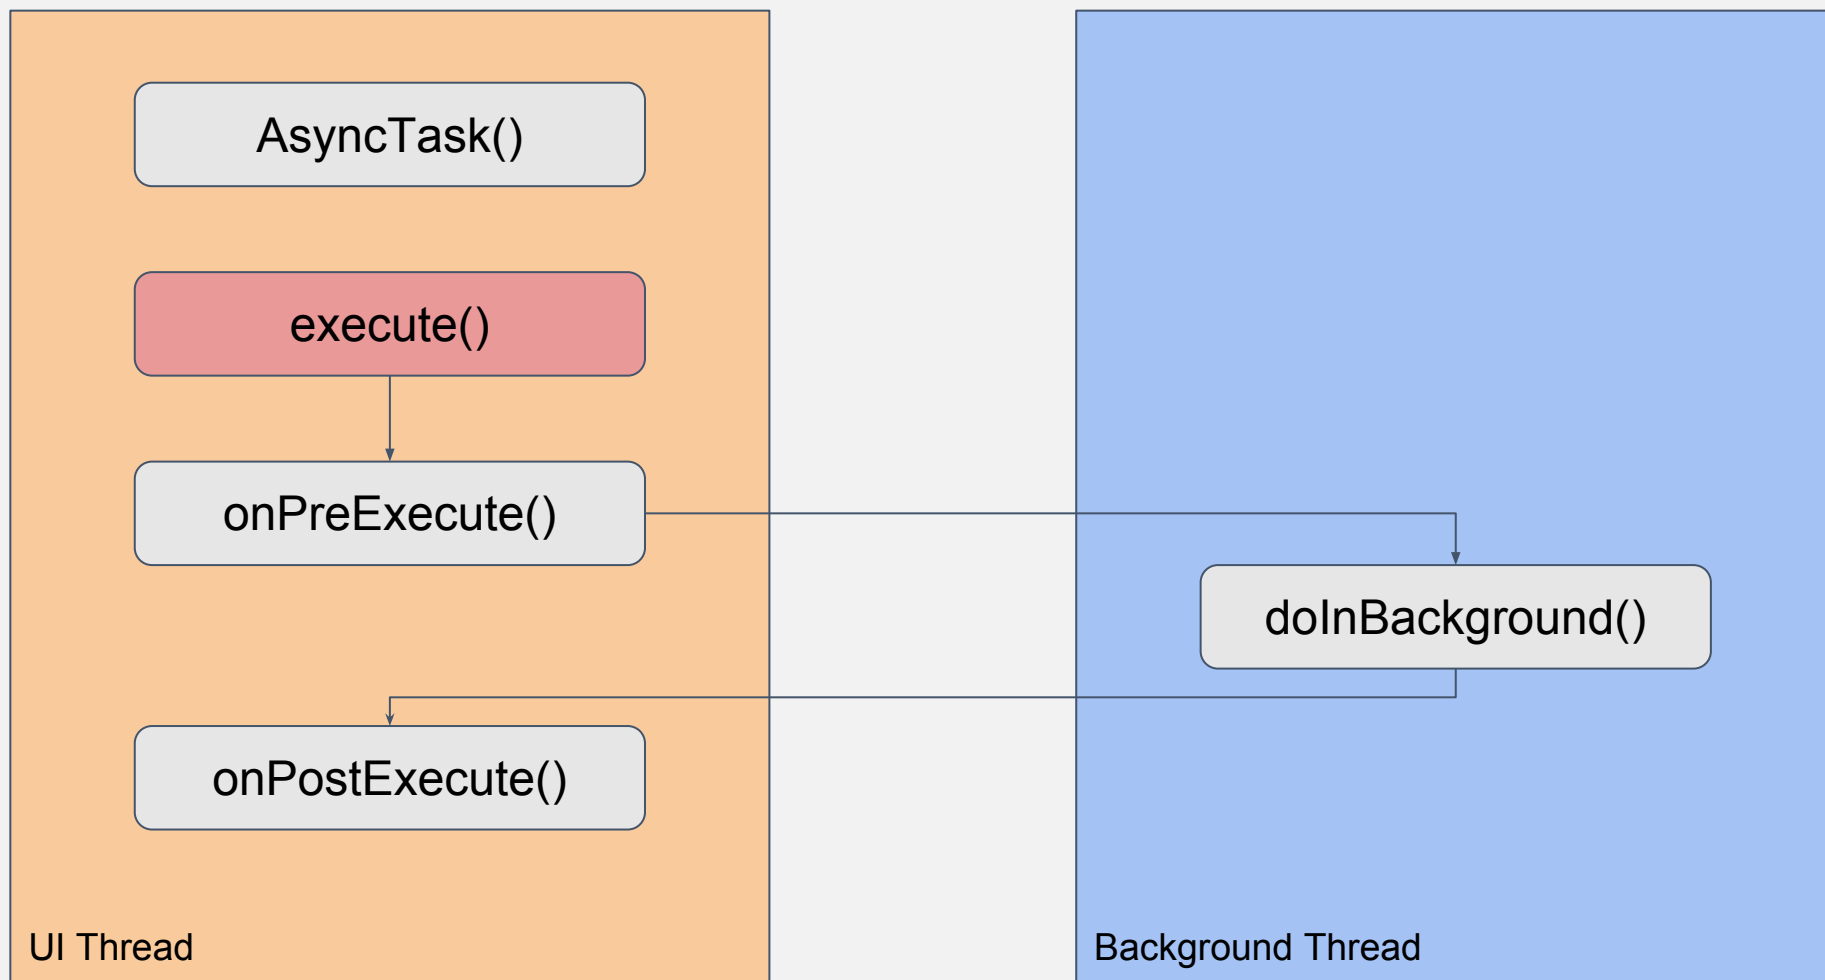 AsyncTask()
execute()
onPreExecute()
doInBackground()
onPostExecute()
UI Thread
Background Thread